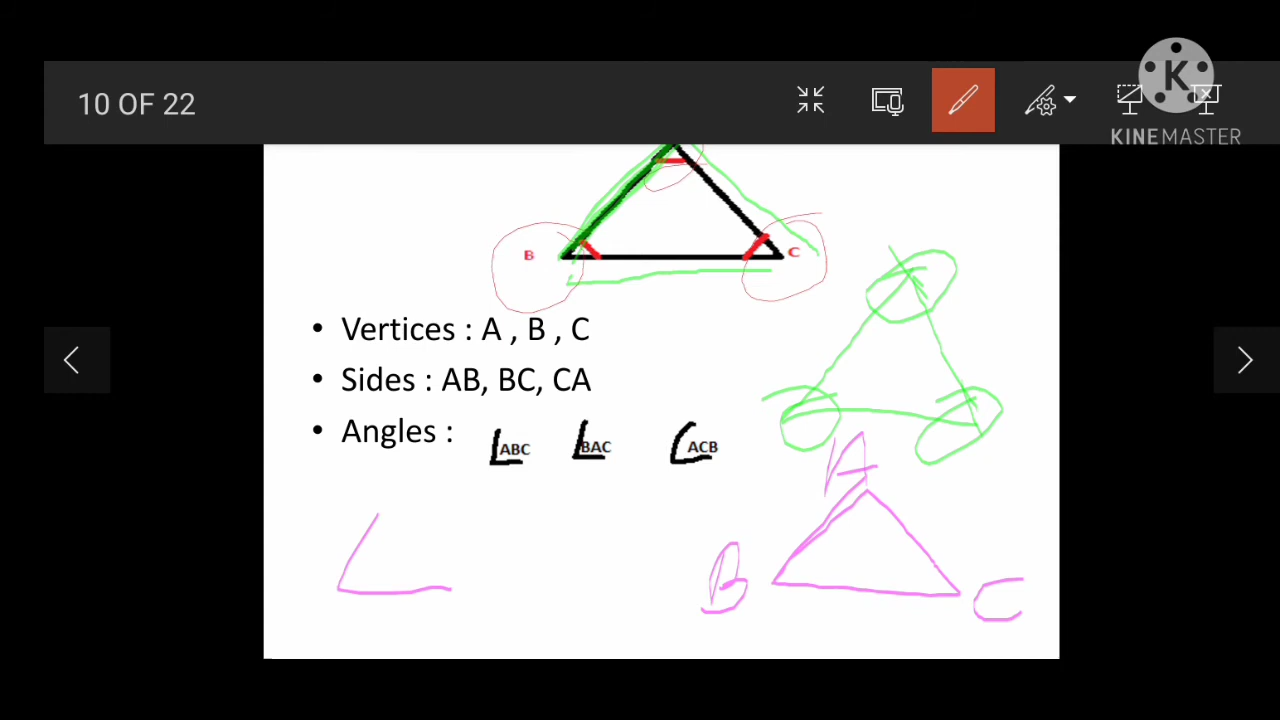 10 OF 22
K
KINEMASTER
B
C
• Vertices : A , B , C
• Sides : AB, BC, CA
• Angles : ∠ABC ∠BAC ∠ACB
A
B
C